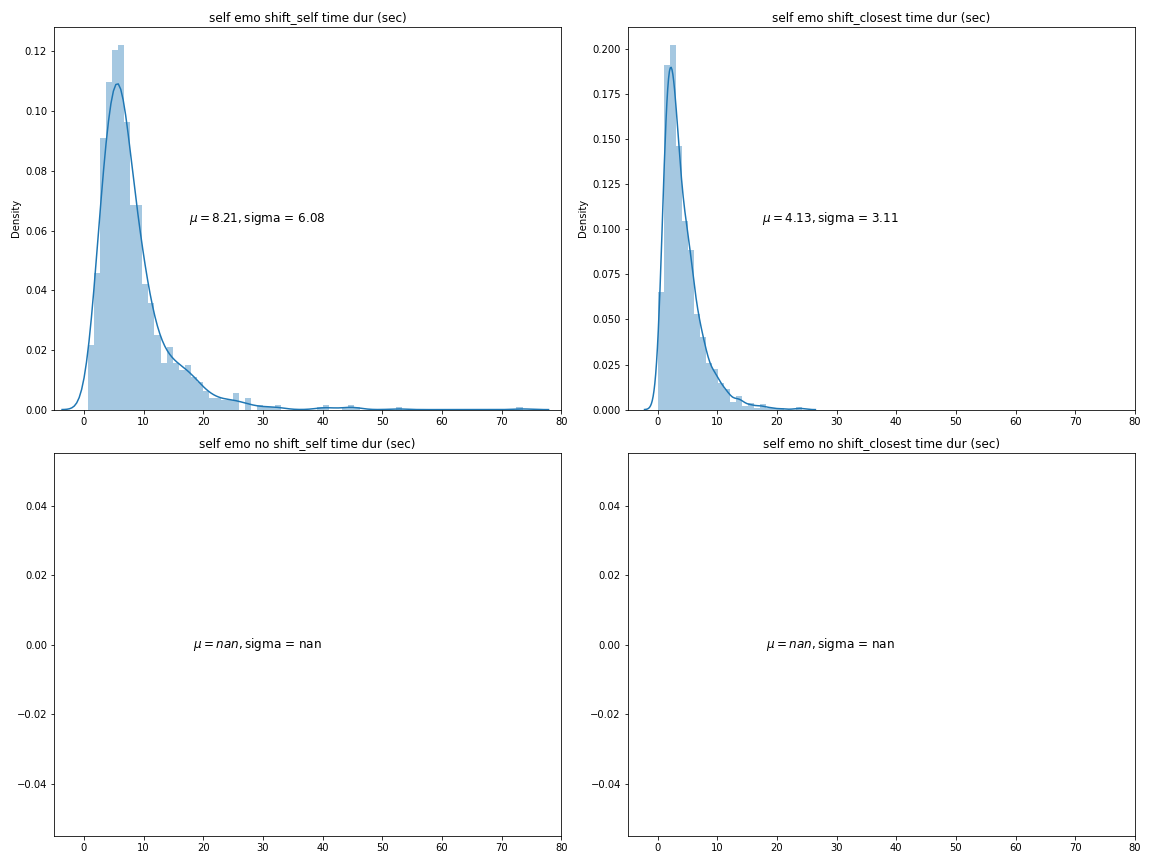 self emo shift_self time dur (sec)
Density
0.12
0.10
0.08
0.06
0.04
0.02
0.00
μ = 8.21, sigma = 6.08
0 10 20 30 40 50 60 70 80
self emo shift_closest time dur (sec)
Density
0.200
0.175
0.150
0.125
0.100
0.075
0.050
0.025
0.000
μ = 4.13, sigma = 3.11
0 10 20 30 40 50 60 70 80
self emo no shift_self time dur (sec)
0.04
0.02
0.00
−0.02
−0.04
μ = nan, sigma = nan
0 10 20 30 40 50 60 70 80
self emo no shift_closest time dur (sec)
0.04
0.02
0.00
−0.02
−0.04
μ = nan, sigma = nan
0 10 20 30 40 50 60 70 80